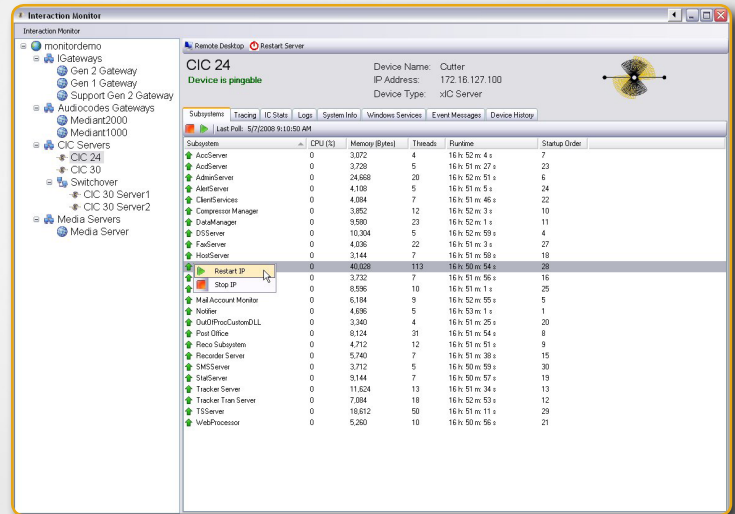 Interaction Monitor
Interaction Monitor
monitordemo
IGateways
Gen 2 Gateway
Gen 1 Gateway
Support Gen 2 Gateway
Audiocodes Gateways
Mediant2000
Mediant1000
CIC Servers
CIC 24
CIC 30
Switchover
CIC 30 Server1
CIC 30 Server2
Media Servers
Media Server
Remote Desktop Restart Server
CIC 24
Device is pingable
Device Name: Cutter
IP Address: 172.16.127.100
Device Type: xIC Server
Subsystems Tracing IC Stats Logs System Info Windows Services Event Messages Device History
Last Poll: 5/7/2008 9:10:50 AM
Subsystem CPU (%) Memory (Bytes) Threads Runtime Startup Order
AccServer 0 3,072 4 16 h: 52 m: 4 s 7
AcdServer 0 3,728 5 16 h: 51 m: 27 s 23
AdminServer 0 24,668 20 16 h: 52 m: 51 s 6
AlertServer 0 4,108 5 16 h: 51 m: 5 s 24
ClientServices 0 4,084 7 16 h: 51 m: 46 s 22
Compressor Manager 0 3,852 12 16 h: 52 m: 3 s 10
DataManager 0 9,580 23 16 h: 52 m: 1 s 11
DSServer 0 10,304 5 16 h: 52 m: 59 s 4
FaxServer 0 4,036 22 16 h: 51 m: 3 s 27
HostServer 0 3,144 7 16 h: 51 m: 58 s 18
Restart IP
Stop IP
0 40,028 113 16 h: 50 m: 54 s 28
0 3,732 7 16 h: 51 m: 56 s 16
0 8,596 10 16 h: 51 m: 1 s 25
Mail Account Monitor 0 6,184 9 16 h: 52 m: 55 s 5
Notifier 0 4,696 5 16 h: 53 m: 1 s 1
OutOfProcCustomDLL 0 3,340 4 16 h: 51 m: 25 s 20
Post Office 0 8,124 31 16 h: 51 m: 54 s 8
Reco Subsystem 0 4,712 12 16 h: 51 m: 51 s 9
Recorder Server 0 5,740 7 16 h: 51 m: 38 s 15
SMSServer 0 3,712 5 16 h: 50 m: 59 s 30
StatServer 0 9,144 7 16 h: 50 m: 57 s 19
Tracker Server 0 11,624 13 16 h: 51 m: 34 s 13
Tracker Tran Server 0 7,084 18 16 h: 52 m: 53 s 12
TSServer 0 18,612 50 16 h: 51 m: 11 s 29
WebProcessor 0 5,260 10 16 h: 50 m: 56 s 21